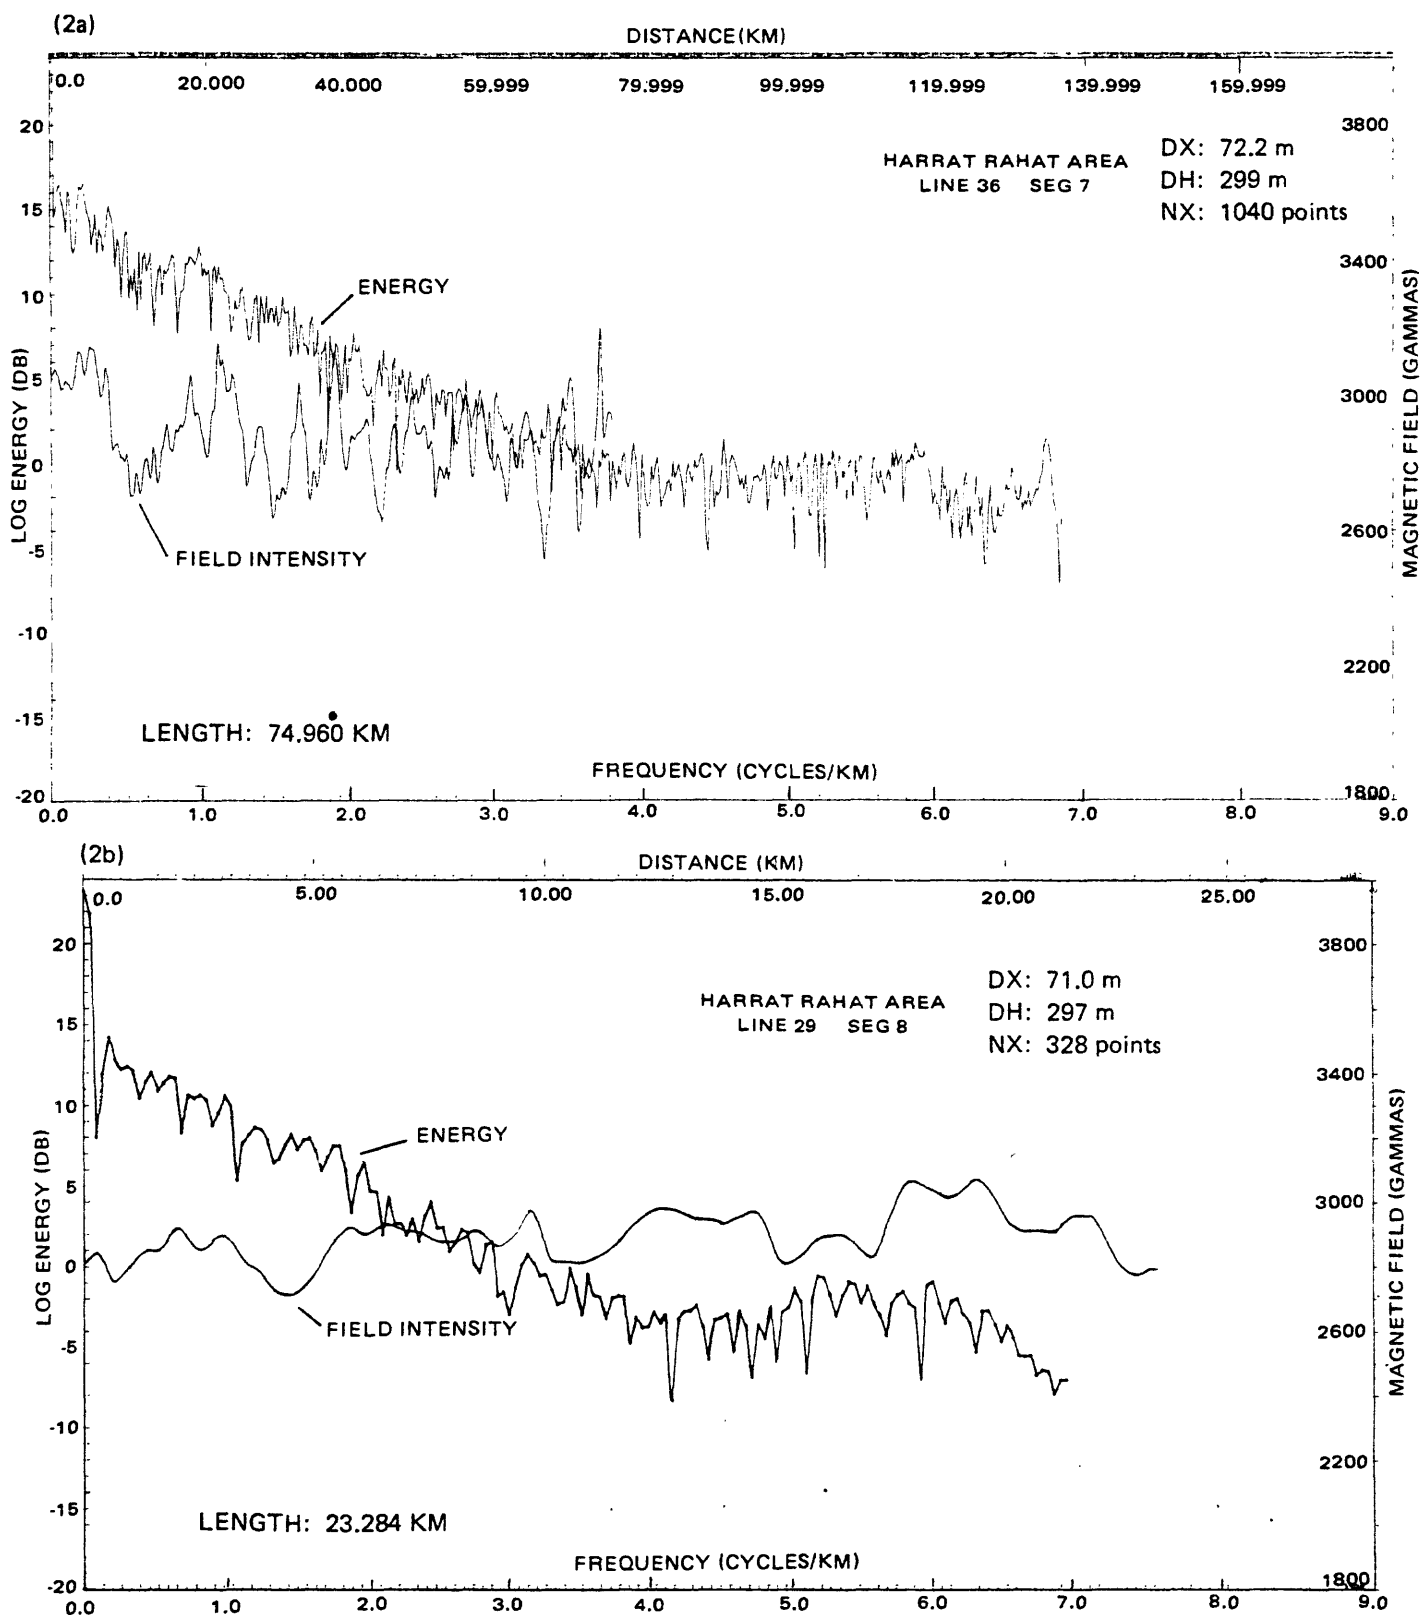 (2a)
DISTANCE(KM)
0.0 20.000 40.000 59.999 79.999 99.999 119.999 139.999 159.999
20
15
10
5
0
-5
-10
-15
-20
LOG ENERGY (DB)
3800
3400
3000
2600
2200
1800
MAGNETIC FIELD (GAMMAS)
HARRAT RAHAT AREA
LINE 36 SEG 7
DX: 72.2 m
DH: 299 m
NX: 1040 points
ENERGY
FIELD INTENSITY
LENGTH: 74.960 KM
FREQUENCY (CYCLES/KM)
0.0 1.0 2.0 3.0 4.0 5.0 6.0 7.0 8.0 9.0
(2b)
DISTANCE (KM)
0.0 5.00 10.00 15.00 20.00 25.00
20
15
10
5
0
-5
-10
-15
-20
LOG ENERGY (DB)
3800
3400
3000
2600
2200
1800
MAGNETIC FIELD (GAMMAS)
HARRAT RAHAT AREA
LINE 29 SEG 8
DX: 71.0 m
DH: 297 m
NX: 328 points
ENERGY
FIELD INTENSITY
LENGTH: 23.284 KM
FREQUENCY (CYCLES/KM)
0.0 1.0 2.0 3.0 4.0 5.0 6.0 7.0 8.0 9.0